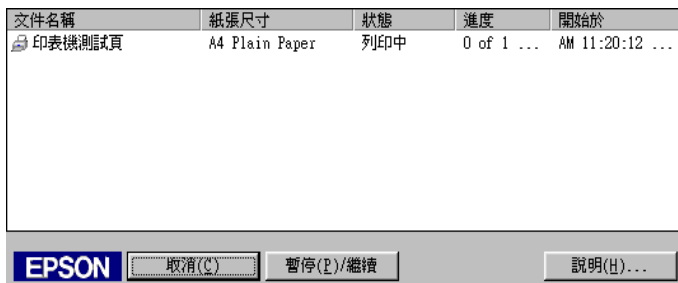 文件名稱 紙張尺寸 狀態 進度 開始於
印表機測試頁 A4 Plain Paper 列印中 0 of 1 ... AM 11:20:12 ...
EPSON 取消(C) 暫停(P)/繼續 說明(H)...